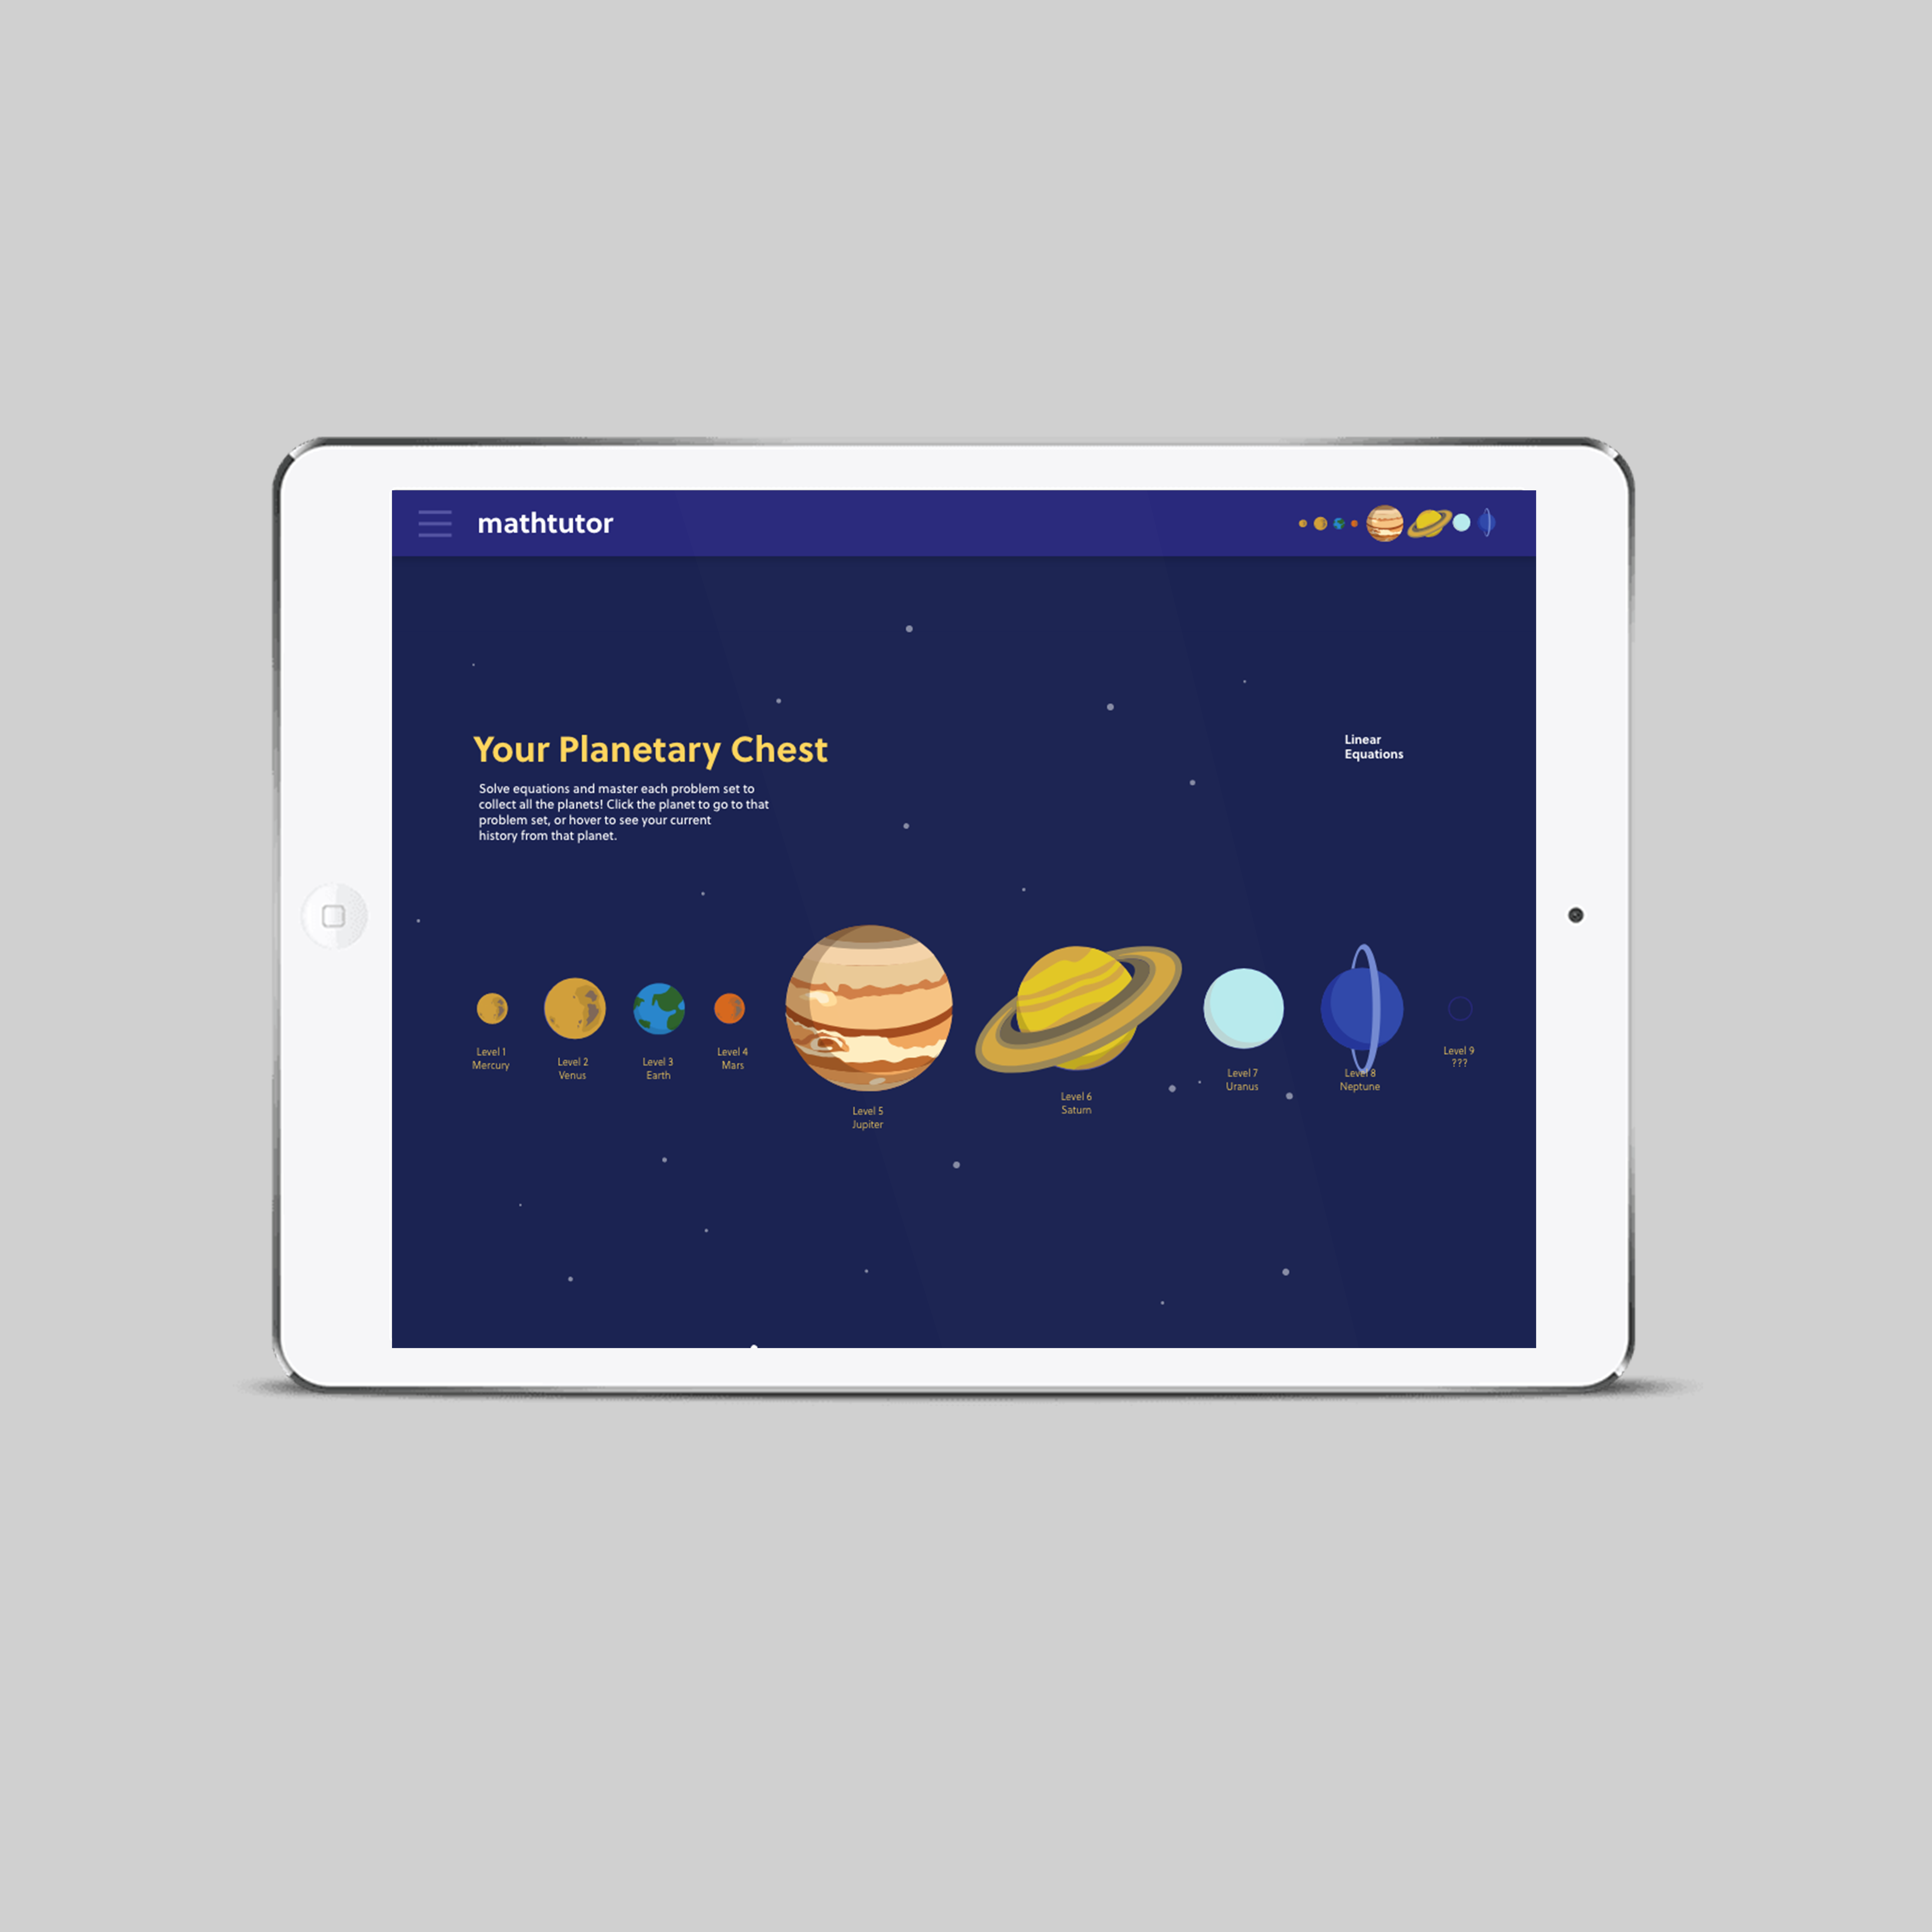 mathtutor
Your Planetary Chest
Linear
Equations
Solve equations and master each problem set to
collect all the planets! Click the planet to go to that
problem set, or hover to see your current
history from that planet.
Level 1
Mercury
Level 2
Venus
Level 3
Earth
Level 4
Mars
Level 5
Jupiter
Level 6
Saturn
Level 7
Uranus
Level 8
Neptune
Level 9
???